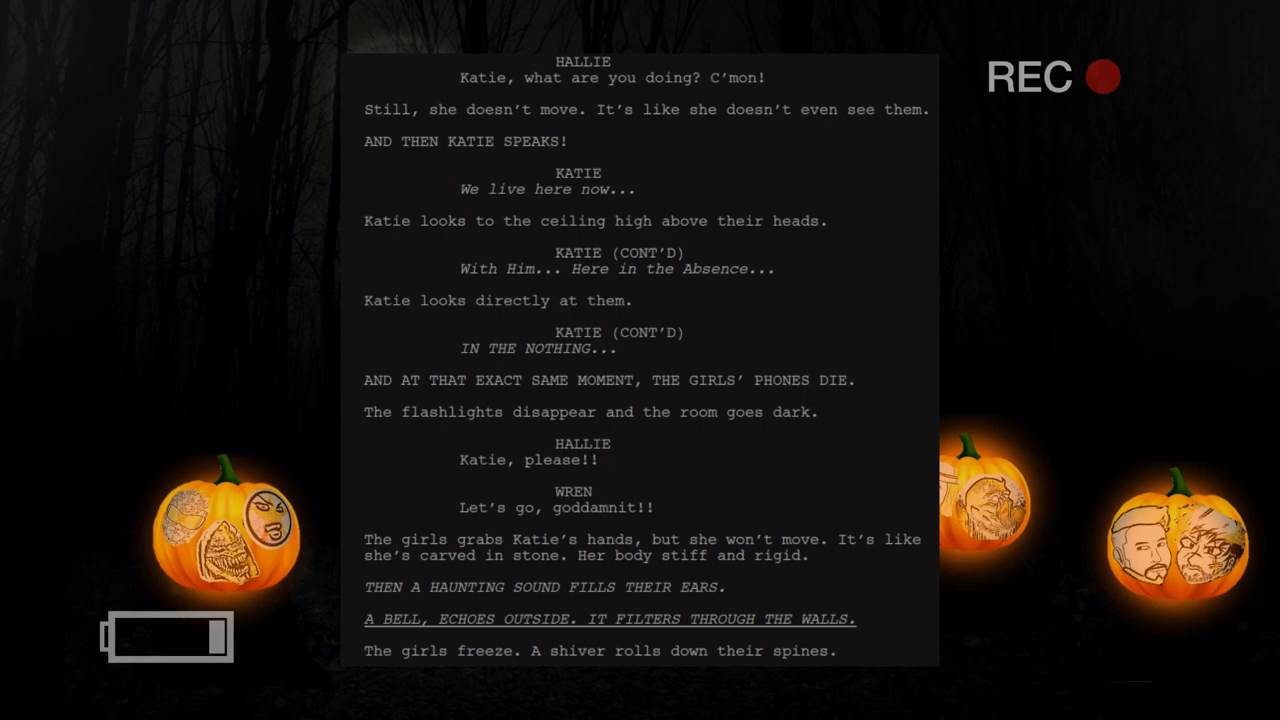 HALLIE
Katie, what are you doing? C'mon!
REC
Still, she doesn't move. It's like she doesn't even see them.
AND THEN KATIE SPEAKS!
KATIE
We live here now...
Katie looks to the ceiling high above their heads.
KATIE (CONT'D)
With Him... Here in the Absence...
Katie looks directly at them.
KATIE (CONT'D)
IN THE NOTHING...
AND AT THAT EXACT SAME MOMENT, THE GIRLS' PHONES DIE.
The flashlights disappear and the room goes dark.
HALLIE
Katie, please!!
WREN
Let's go, goddamnit!!
The girls grabs Katie's hands, but she won't move. It's like
she's carved in stone. Her body stiff and rigid.
THEN A HAUNTING SOUND FILLS THEIR EARS.
A BELL, ECHOES OUTSIDE. IT FILTERS THROUGH THE WALLS.
The girls freeze. A shiver rolls down their spines.